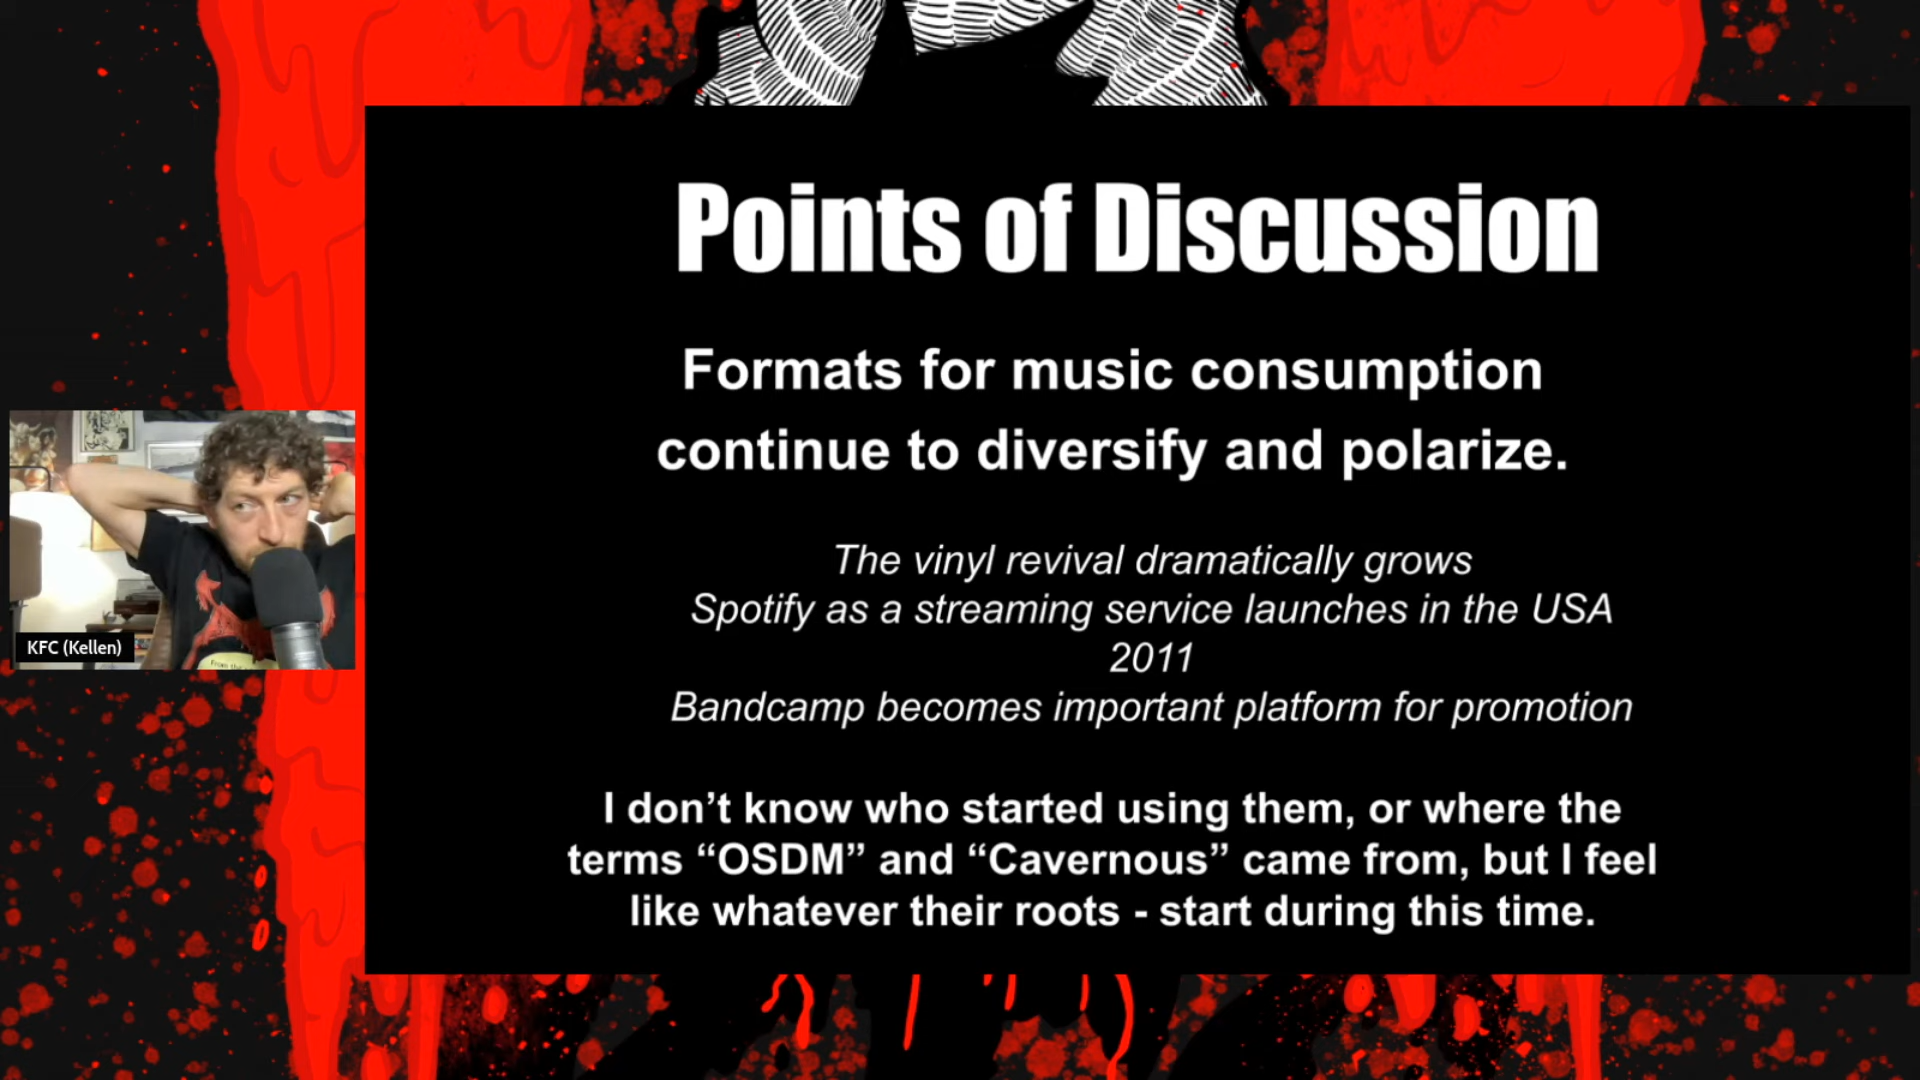 Points of Discussion
Formats for music consumption
continue to diversify and polarize.
The vinyl revival dramatically grows
Spotify as a streaming service launches in the USA
2011
Bandcamp becomes important platform for promotion
I don’t know who started using them, or where the
terms “OSDM” and “Cavernous” came from, but I feel
like whatever their roots - start during this time.
KFC (Kellen)